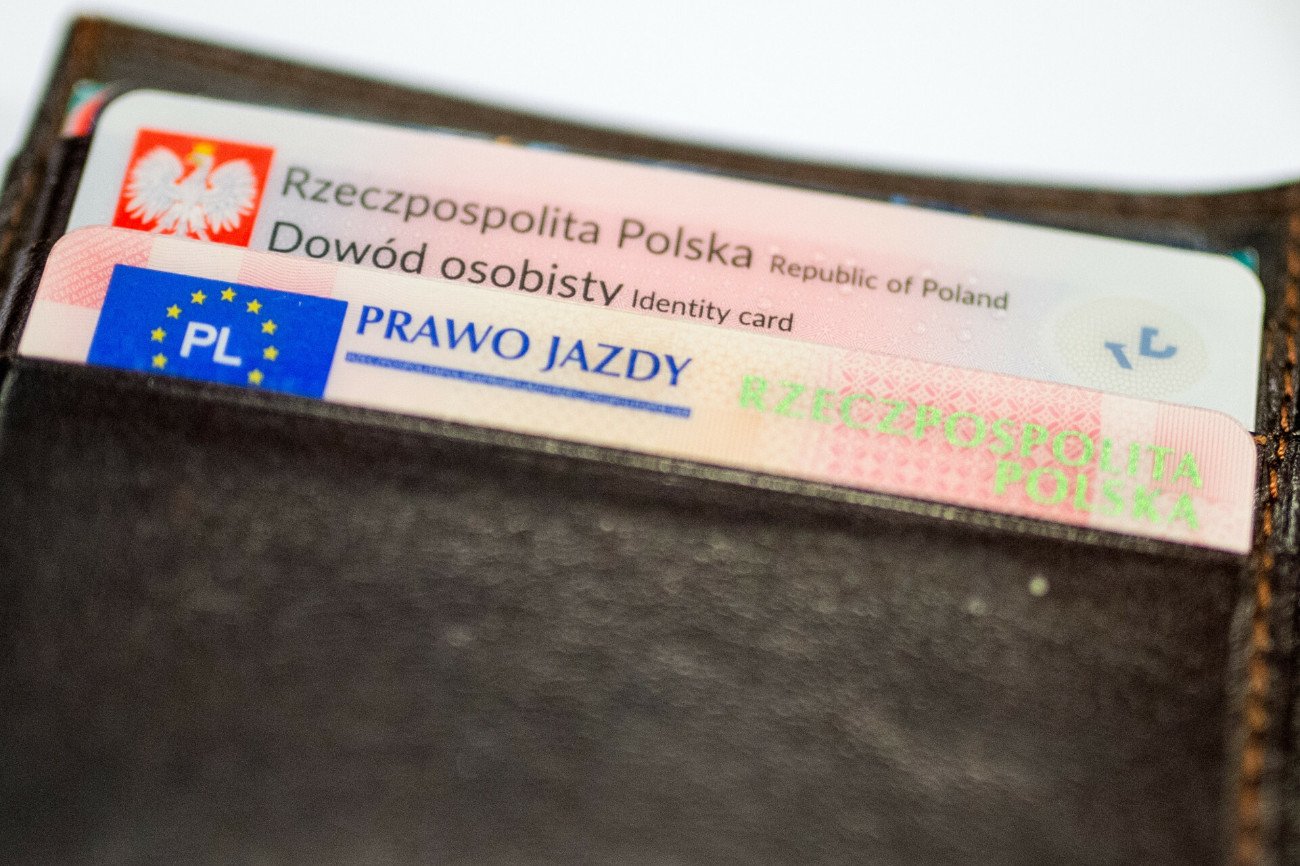 Rzeczpospolita Polska Republic of Poland
Dowód osobisty Identity card
PL
PRAWO JAZDY
RZECZPOSPOLITA
POLSKA